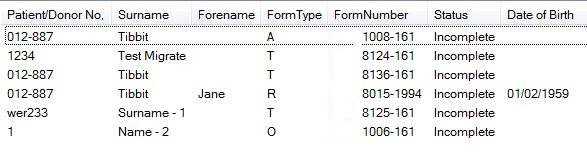 Patient/Donor No, Surname Forename FormType FormNumber Status Date of Birth
012-887 Tibbit A 1008-161 Incomplete
1234 Test Migrate T 8124-161 Incomplete
012-887 Tibbit T 8136-161 Incomplete
012-887 Tibbit Jane R 8015-1994 Incomplete 01/02/1959
wer233 Surname - 1 T 8125-161 Incomplete
1 Name - 2 O 1006-161 Incomplete